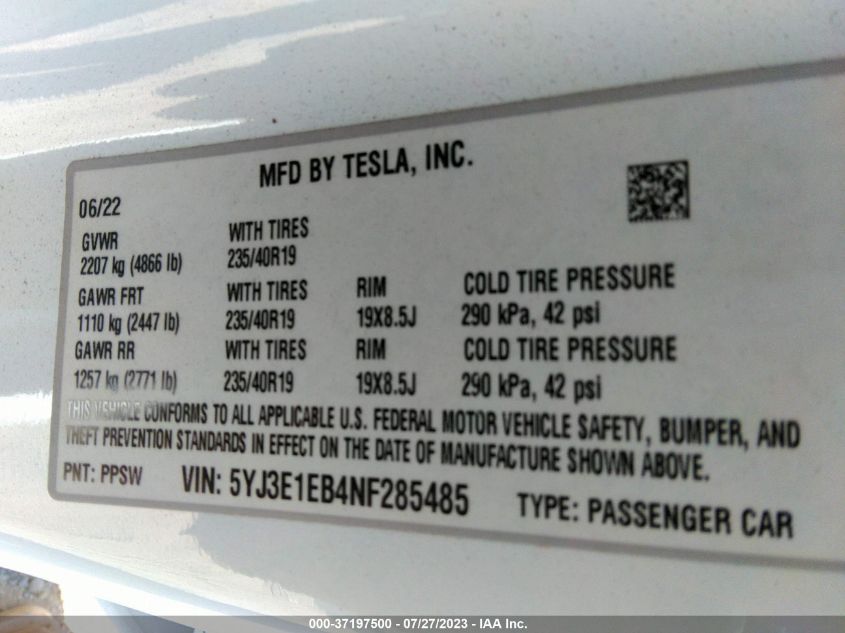 MFD BY TESLA, INC.
06/22
GVWR WITH TIRES
2207 kg (4866 lb) 235/40R19
GAWR FRT WITH TIRES RIM COLD TIRE PRESSURE
1110 kg (2447 lb) 235/40R19 19X8.5J 290 kPa, 42 psi
GAWR RR WITH TIRES RIM COLD TIRE PRESSURE
1257 kg (2771 lb) 235/40R19 19X8.5J 290 kPa, 42 psi
THIS VEHICLE CONFORMS TO ALL APPLICABLE U.S. FEDERAL MOTOR VEHICLE SAFETY, BUMPER, AND
THEFT PREVENTION STANDARDS IN EFFECT ON THE DATE OF MANUFACTURE SHOWN ABOVE.
PNT: PPSW VIN: 5YJ3E1EB4NF285485 TYPE: PASSENGER CAR
000-37197500 - 07/27/2023 - © IAA Inc.